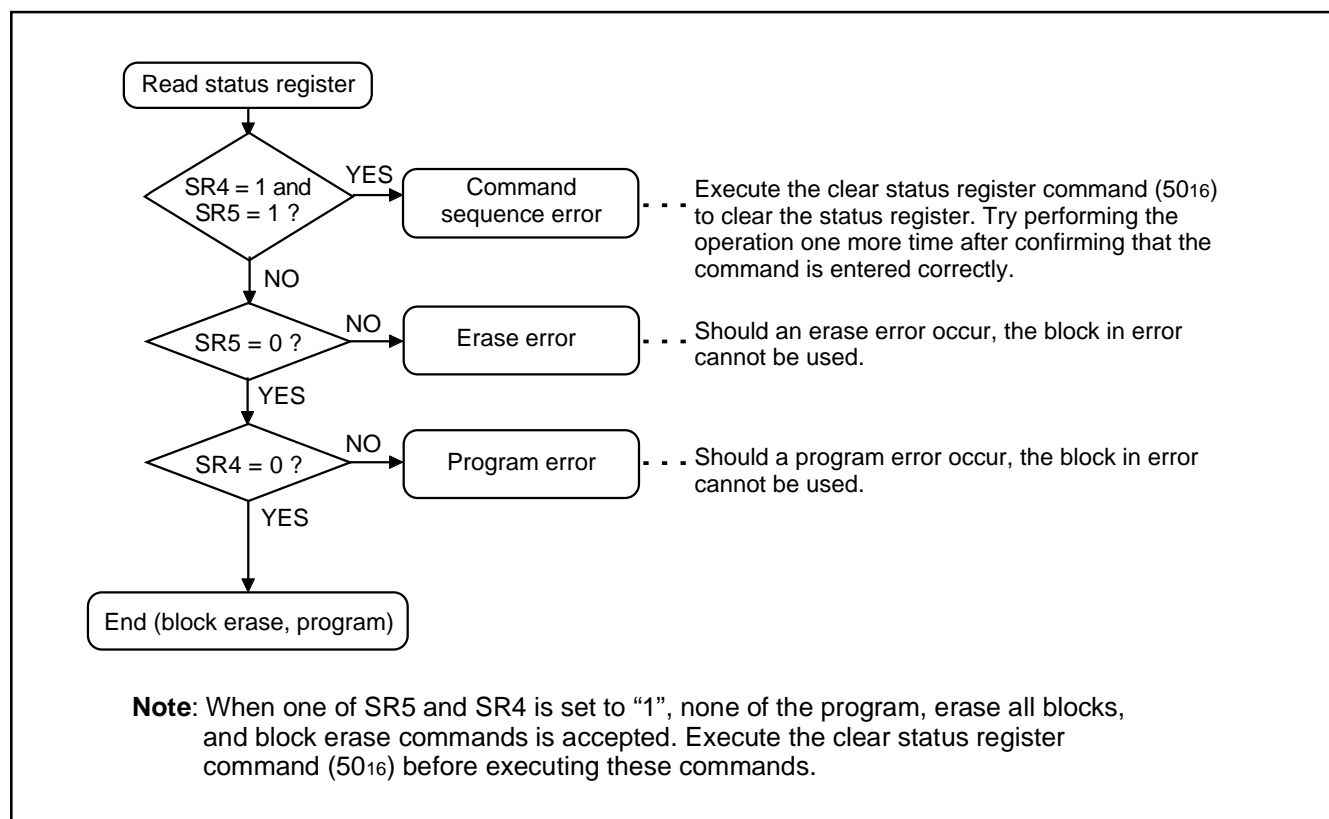 Read status register
SR4 = 1 and
SR5 = 1 ?
YES
Command
sequence error
Execute the clear status register command (5016)
to clear the status register. Try performing the
operation one more time after confirming that the
command is entered correctly.
NO
SR5 = 0 ?
NO
Erase error
Should an erase error occur, the block in error
cannot be used.
YES
SR4 = 0 ?
NO
Program error
Should a program error occur, the block in error
cannot be used.
YES
End (block erase, program)
Note: When one of SR5 and SR4 is set to “1”, none of the program, erase all blocks,
and block erase commands is accepted. Execute the clear status register
command (5016) before executing these commands.